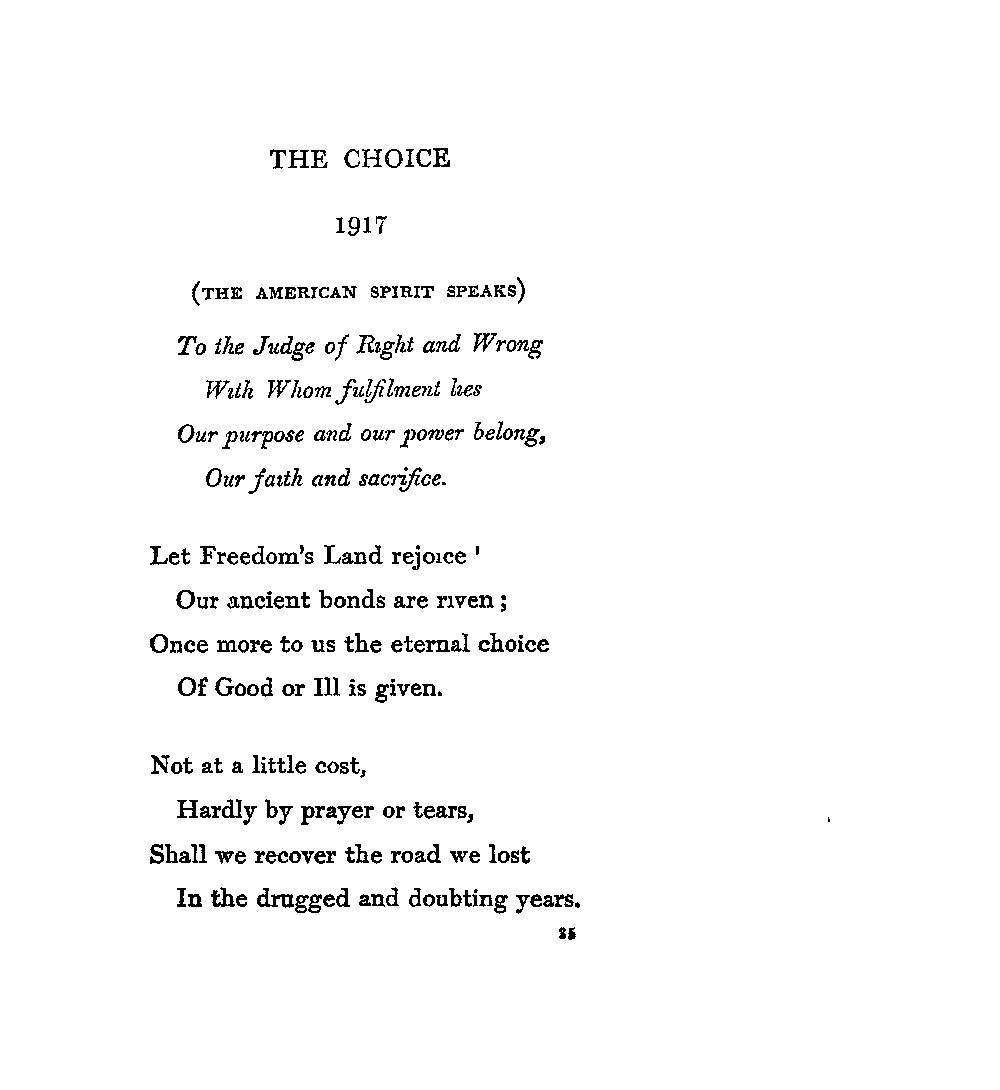 THE CHOICE
1917
(THE AMERICAN SPIRIT SPEAKS)
To the Judge of Right and Wrong
With Whom fulfilment lies
Our purpose and our power belong,
Our faith and sacrifice.
Let Freedom's Land rejoice!
Our ancient bonds are riven;
Once more to us the eternal choice
Of Good or Ill is given.
Not at a little cost,
Hardly by prayer or tears,
Shall we recover the road we lost
In the drugged and doubting years.